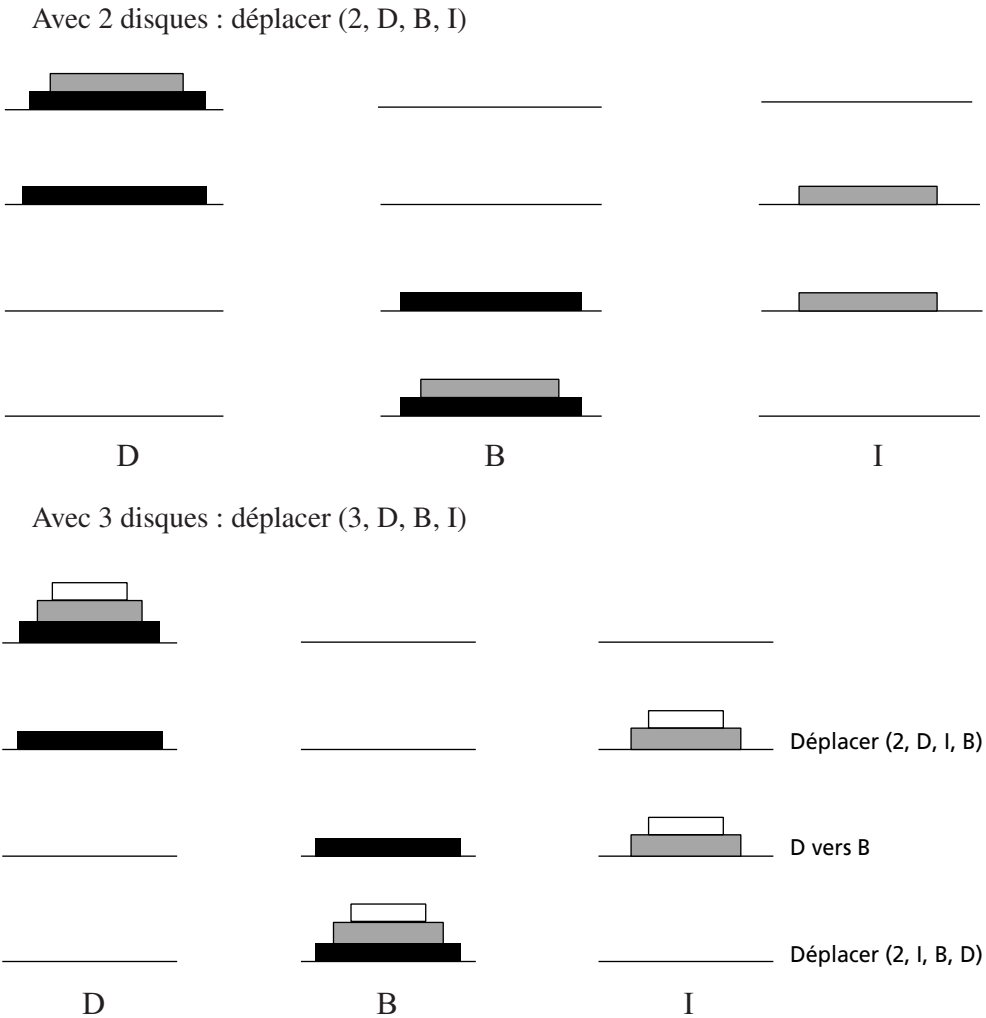 Avec 2 disques : déplacer (2, D, B, I)
D B I
Avec 3 disques : déplacer (3, D, B, I)
Déplacer (2, D, I, B)
D vers B
Déplacer (2, I, B, D)
D B I